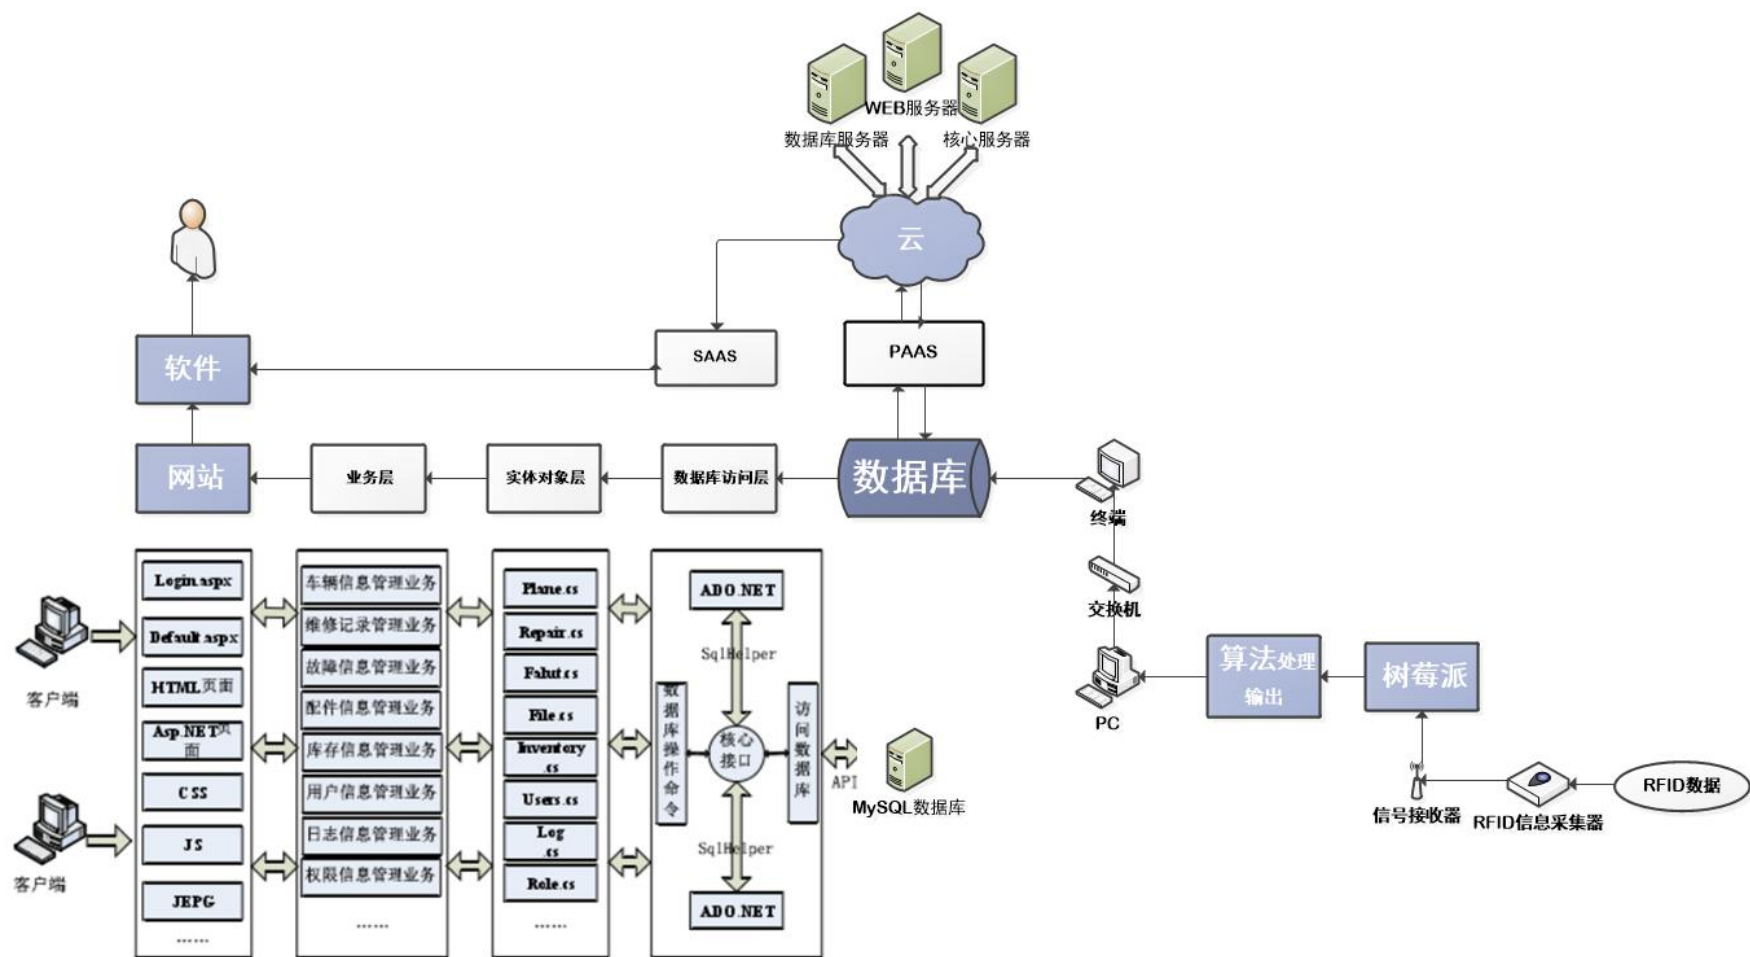 WEB服务器
数据库服务器
核心服务器
云
软件
SAAS
PAAS
网站
业务层
实体对象层
数据库访问层
数据库
终端
交换机
PC
算法处理
输出
树莓派
信号接收器
RFID信息采集器
RFID数据
客户端
客户端
Login.aspx
Default.aspx
HTML页面
Asp.NET页
面
CSS
JS
JEPG
......
车辆信息管理业务
维修记录管理业务
故障信息管理业务
配件信息管理业务
库存信息管理业务
用户信息管理业务
日志信息管理业务
权限信息管理业务
......
Plane.cs
Repair.cs
Falut.cs
File.cs
Inventory
.cs
Users.cs
Log
.cs
Role.cs
......
ADO.NET
SqlHelper
数据库操作命令
核心
接口
访问数据库
SqlHelper
ADO.NET
API
MySQL数据库